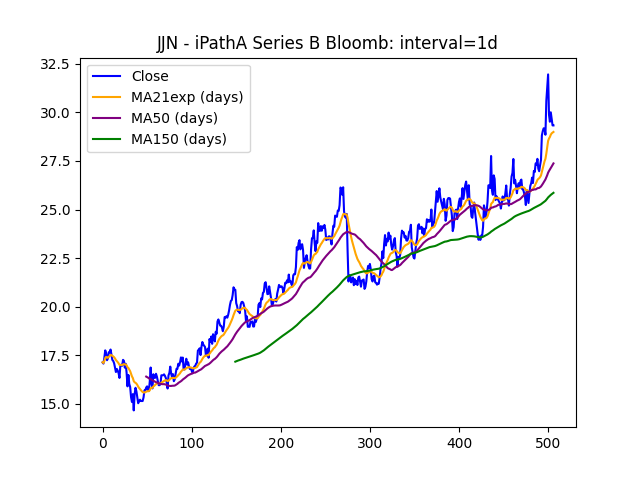 JJN - iPathA Series B Bloomb: interval=1d
32.5
30.0
27.5
25.0
22.5
20.0
17.5
15.0
Close
MA21exp (days)
MA50 (days)
MA150 (days)
0 100 200 300 400 500